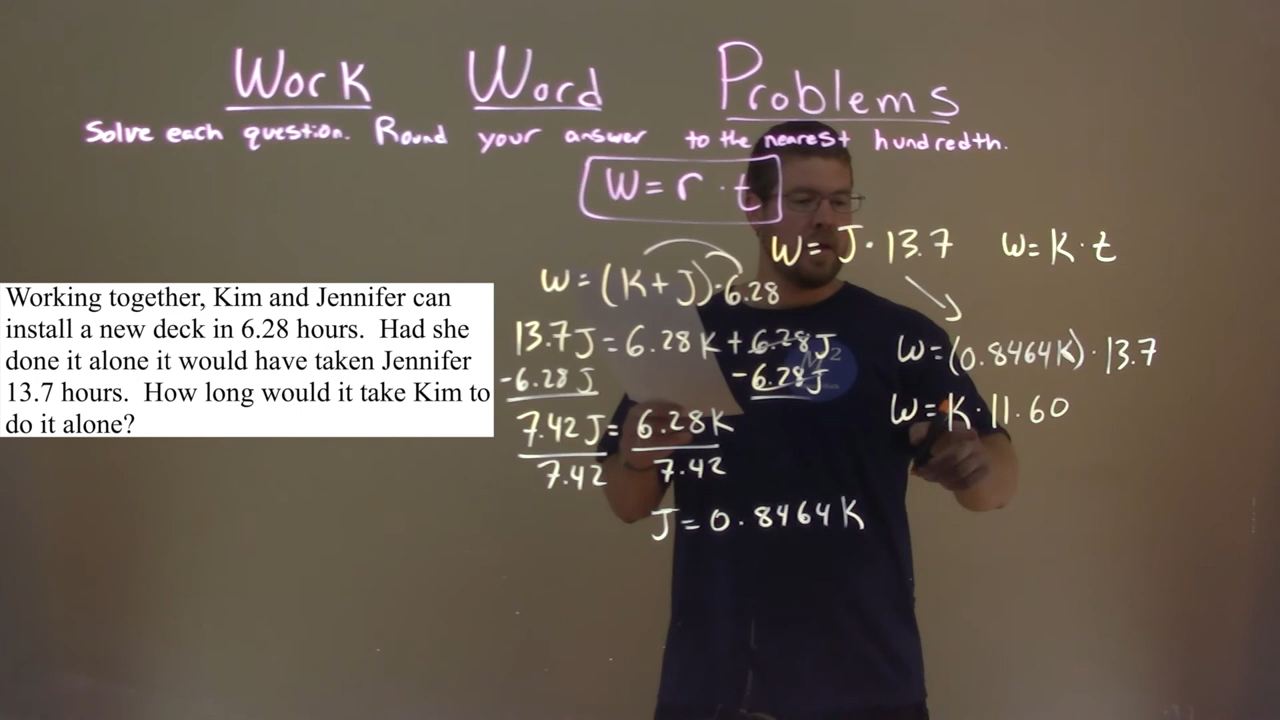 Work Word Problems
Solve each question. Round your answer to the nearest hundredth.
W = r · t
Working together, Kim and Jennifer can
install a new deck in 6.28 hours. Had she
done it alone it would have taken Jennifer
13.7 hours. How long would it take Kim to
do it alone?
W = (K + J) · 6.28
13.7J = 6.28K + 6.28J
-6.28J -6.28J
7.42J = 6.28K
7.42 7.42
J = 0.8464K
W = J · 13.7 W = K · t
W = (0.8464K) · 13.7
W = K · 11.60